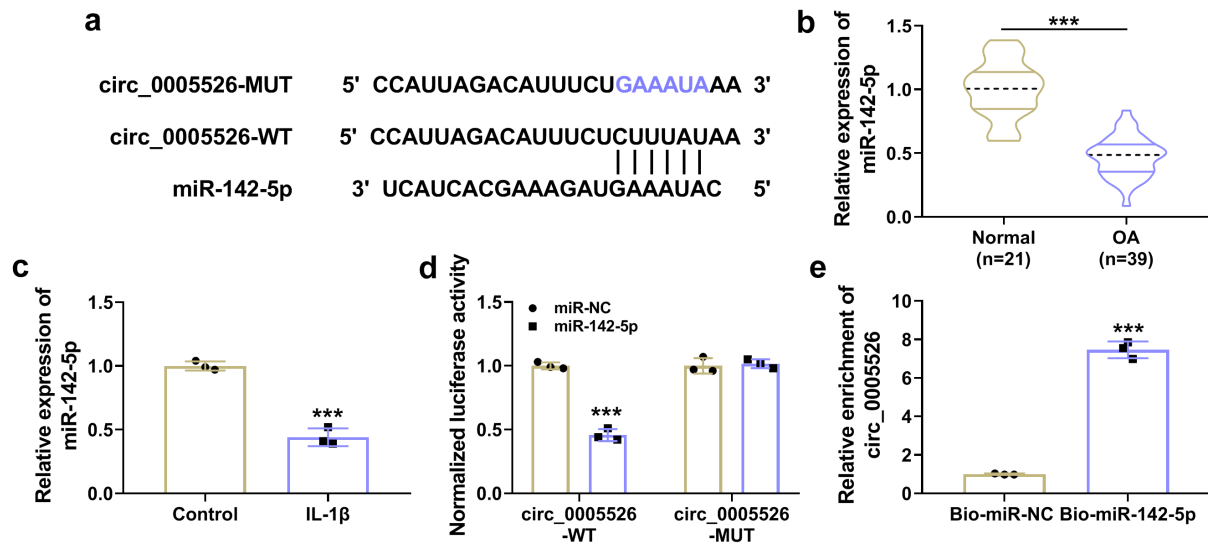 a
circ_0005526-MUT 5' CCAUUAGACAUUUCUGAAAUAAA 3'
circ_0005526-WT 5' CCAUUAGACAUUUCUCUUUAUAA 3'
miR-142-5p 3' UCAUCACGAAAGAUGAAAUAC 5'
b
Relative expression of
miR-142-5p
1.5
1.0
0.5
0.0
***
Normal
(n=21)
OA
(n=39)
c
Relative expression of
miR-142-5p
1.5
1.0
0.5
0.0
***
Control
IL-1β
d
Normalized luciferase activity
1.5
1.0
0.5
0.0
miR-NC
miR-142-5p
***
circ_0005526
-WT
circ_0005526
-MUT
e
Relative enrichment of
circ_0005526
10
8
6
4
2
0
***
Bio-miR-NC
Bio-miR-142-5p